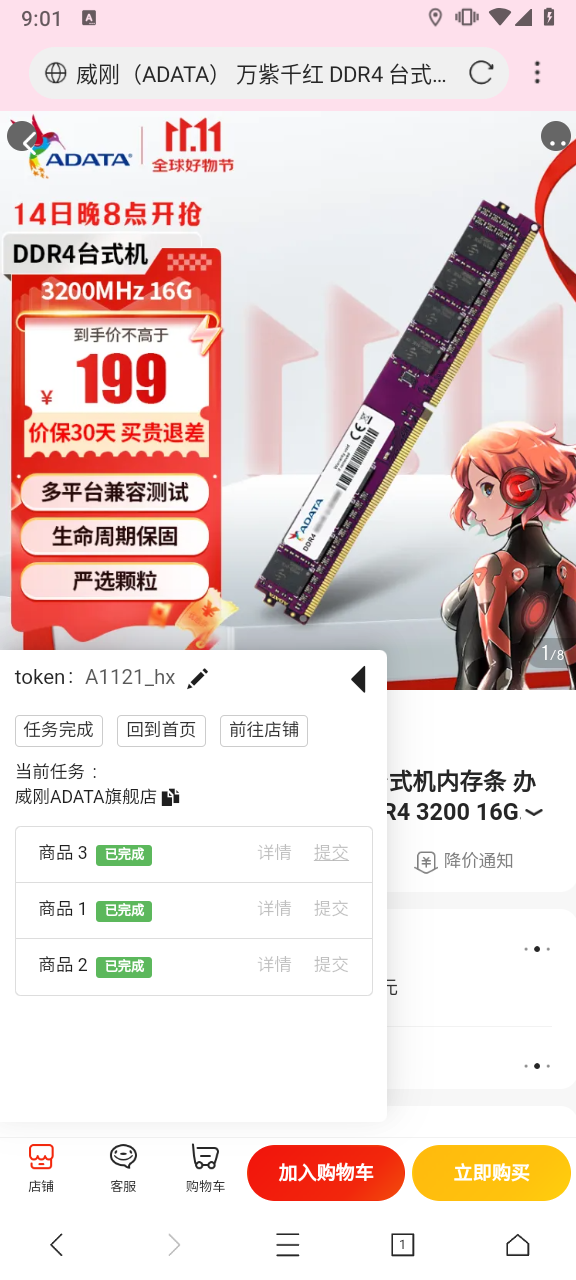 9:01
威刚（ADATA） 万紫千红 DDR4 台式...
ADATA
11.11
全球好物节
14日晚8点开抢
DDR4台式机
3200MHz 16G
到手价不高于
¥ 199
价保30天 买贵退差
多平台兼容测试
生命周期保固
严选颗粒
ADATA
DDR4
1/8
token： A1121_hx
任务完成 回到首页 前往店铺
当前任务：
威刚ADATA旗舰店
台式机内存条 办
DR4 3200 16G
降价通知
商品 3 已完成 详情 提交
商品 1 已完成 详情 提交
商品 2 已完成 详情 提交
元
店铺 客服 购物车 加入购物车 立即购买
1